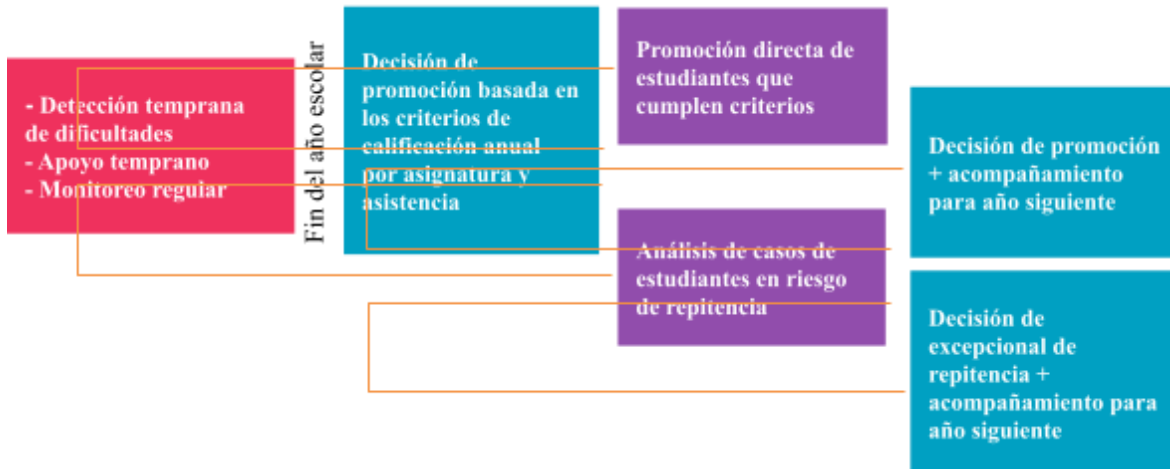 - Detección temprana
de dificultades
- Apoyo temprano
- Monitoreo regular
Fin del año escolar
Decisión de
promoción basada en
los criterios de
calificación anual
por asignatura y
asistencia
Promoción directa de
estudiantes que
cumplen criterios
Análisis de casos de
estudiantes en riesgo
de repitencia
Decisión de promoción
+ acompañamiento
para año siguiente
Decisión de
excepcional de
repitencia +
acompañamiento para
año siguiente